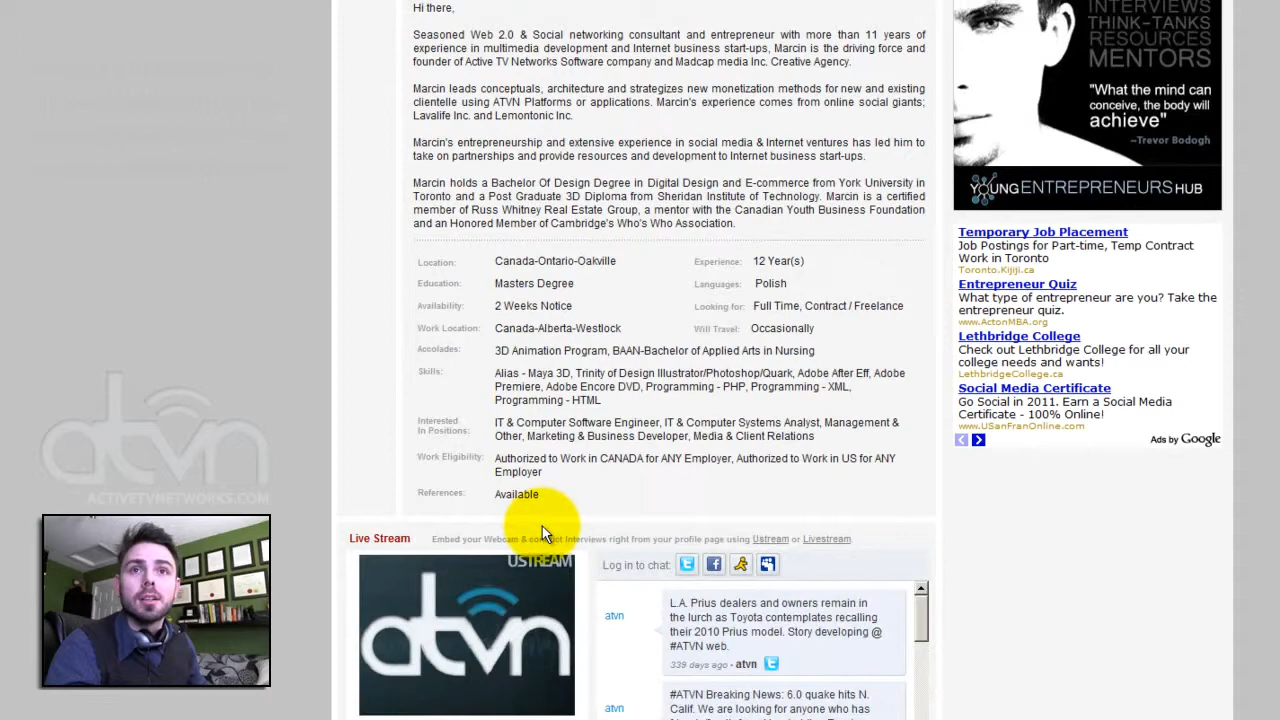 Hi there,
Seasoned Web 2.0 & Social networking consultant and entrepreneur with more than 11 years of
experience in multimedia development and Internet business start-ups, Marcin is the driving force and
founder of Active TV Networks Software company and Madcap media Inc. Creative Agency.
Marcin leads conceptuals, architecture and strategizes new monetization methods for new and existing
clientelle using ATVN Platforms or applications. Marcin's experience comes from online social giants;
Lavalife Inc. and Lemontonic Inc.
Marcin's entrepreneurship and extensive experience in social media & Internet ventures has led him to
take on partnerships and provide resources and development to Internet business start-ups.
Marcin holds a Bachelor Of Design Degree in Digital Design and E-commerce from York University in
Toronto and a Post Graduate 3D Diploma from Sheridan Institute of Technology. Marcin is a certified
member of Russ Whitney Real Estate Group, a mentor with the Canadian Youth Business Foundation
and an Honored Member of Cambridge's Who's Who Association.
Location: Canada-Ontario-Oakville Experience: 12 Year(s)
Education: Masters Degree Languages: Polish
Availability: 2 Weeks Notice Looking for: Full Time, Contract / Freelance
Work Location: Canada-Alberta-Westlock Will Travel: Occasionally
Accolades: 3D Animation Program, BAAN-Bachelor of Applied Arts in Nursing
Skills: Alias - Maya 3D, Trinity of Design Illustrator/Photoshop/Quark, Adobe After Eff, Adobe
Premiere, Adobe Encore DVD, Programming - PHP, Programming - XML,
Programming - HTML
Interested In Positions: IT & Computer Software Engineer, IT & Computer Systems Analyst, Management &
Other, Marketing & Business Developer, Media & Client Relations
Work Eligibility: Authorized to Work in CANADA for ANY Employer, Authorized to Work in US for ANY
Employer
References: Available
Live Stream Embed your Webcam & conduct Interviews right from your profile page using Ustream or Livestream.
USTREAM
atvn
Log in to chat:
atvn
L.A. Prius dealers and owners remain in
the lurch as Toyota contemplates recalling
their 2010 Prius model. Story developing @
#ATVN web.
339 days ago - atvn
atvn
#ATVN Breaking News: 6.0 quake hits N.
Calif. We are looking for anyone who has
INTERVIEWS
THINK-TANKS
RESOURCES
MENTORS
"What the mind can
conceive, the body will
achieve"
--Trevor Bodogh
YOUNGENTREPRENEURSHUB
Temporary Job Placement
Job Postings for Part-time, Temp Contract
Work in Toronto
Toronto.Kijiji.ca
Entrepreneur Quiz
What type of entrepreneur are you? Take the
entrepreneur quiz.
www.ActonMBA.org
Lethbridge College
Check out Lethbridge College for all your
college needs and wants!
LethbridgeCollege.ca
Social Media Certificate
Go Social in 2011. Earn a Social Media
Certificate - 100% Online!
www.USanFranOnline.com
Ads by Google
atvn
ACTIVETVNETWORKS.COM